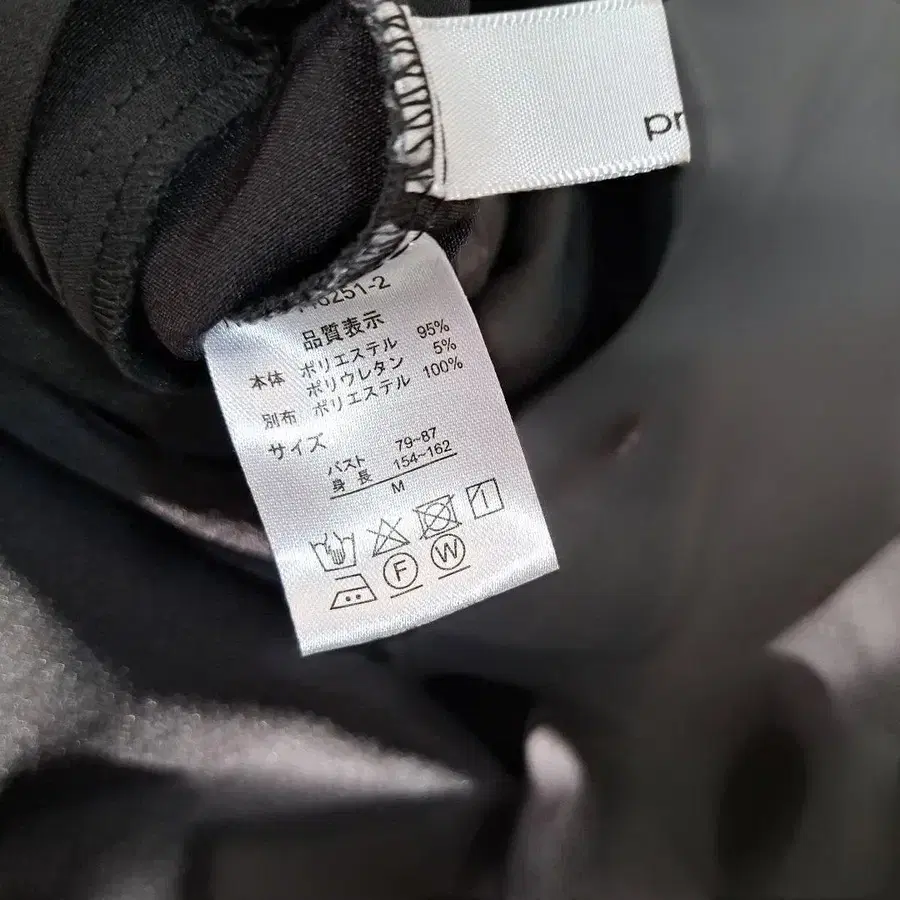 pr
16251-2
品質表示
本体 ポリエステル 95%
ポリウレタン 5%
別布 ポリエステル 100%
サイズ
バスト 79~87
身長 154~162
M
F W